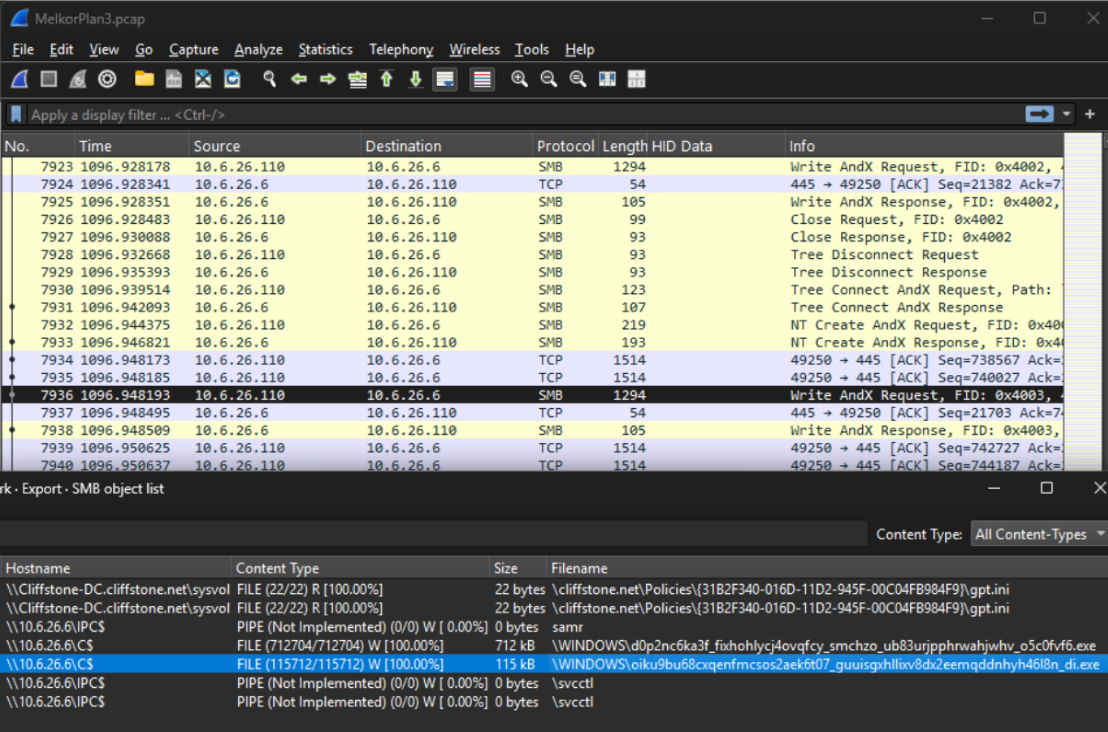 MelkorPlan3.pcap
File Edit View Go Capture Analyze Statistics Telephony Wireless Tools Help
Apply a display filter ... <Ctrl-/>
No. Time Source Destination Protocol Length HID Data Info
7923 1096.928178 10.6.26.110 10.6.26.6 SMB 1294 Write AndX Request, FID: 0x4002,
7924 1096.928341 10.6.26.6 10.6.26.110 TCP 54 445 → 49250 [ACK] Seq=21382 Ack=7
7925 1096.928351 10.6.26.6 10.6.26.110 SMB 105 Write AndX Response, FID: 0x4002,
7926 1096.928483 10.6.26.110 10.6.26.6 SMB 99 Close Request, FID: 0x4002
7927 1096.930088 10.6.26.6 10.6.26.110 SMB 93 Close Response, FID: 0x4002
7928 1096.932668 10.6.26.110 10.6.26.6 SMB 93 Tree Disconnect Request
7929 1096.935393 10.6.26.6 10.6.26.110 SMB 93 Tree Disconnect Response
7930 1096.939514 10.6.26.110 10.6.26.6 SMB 123 Tree Connect AndX Request, Path:
7931 1096.942093 10.6.26.6 10.6.26.110 SMB 107 Tree Connect AndX Response
7932 1096.944375 10.6.26.110 10.6.26.6 SMB 219 NT Create AndX Request, FID: 0x40
7933 1096.946821 10.6.26.6 10.6.26.110 SMB 193 NT Create AndX Response, FID: 0x4
7934 1096.948173 10.6.26.110 10.6.26.6 TCP 1514 49250 → 445 [ACK] Seq=738567 Ack=
7935 1096.948185 10.6.26.110 10.6.26.6 TCP 1514 49250 → 445 [ACK] Seq=740027 Ack=
7936 1096.948193 10.6.26.110 10.6.26.6 SMB 1294 Write AndX Request, FID: 0x4003,
7937 1096.948495 10.6.26.6 10.6.26.110 TCP 54 445 → 49250 [ACK] Seq=21703 Ack=74
7938 1096.948509 10.6.26.6 10.6.26.110 SMB 105 Write AndX Response, FID: 0x4003,
7939 1096.950625 10.6.26.110 10.6.26.6 TCP 1514 49250 → 445 [ACK] Seq=742727 Ack=
7940 1096.950637 10.6.26.110 10.6.26.6 TCP 1514 49250 → 445 [ACK] Seq=744187 Ack=
rk · Export · SMB object list
Content Type: All Content-Types
Hostname Content Type Size Filename
\\Cliffstone-DC.cliffstone.net\sysvol FILE (22/22) R [100.00%] 22 bytes \cliffstone.net\Policies\{31B2F340-016D-11D2-945F-00C04FB984F9}\gpt.ini
\\Cliffstone-DC.cliffstone.net\sysvol FILE (22/22) R [100.00%] 22 bytes \cliffstone.net\Policies\{31B2F340-016D-11D2-945F-00C04FB984F9}\gpt.ini
\\10.6.26.6\IPC$ PIPE (Not Implemented) (0/0) W [ 0.00%] 0 bytes samr
\\10.6.26.6\C$ FILE (712704/712704) W [100.00%] 712 kB \WINDOWS\d0p2nc6ka3f_fixhohlycj4ovqfcy_smchzo_ub83urjpphrwahjwhv_o5c0fvf6.exe
\\10.6.26.6\C$ FILE (115712/115712) W [100.00%] 115 kB \WINDOWS\oiku9bu68cxqenfmcsos2aek6t07_guuisgxhllixv8dx2eemqddnhyh46l8n_di.exe
\\10.6.26.6\IPC$ PIPE (Not Implemented) (0/0) W [ 0.00%] 0 bytes \svcctl
\\10.6.26.6\IPC$ PIPE (Not Implemented) (0/0) W [ 0.00%] 0 bytes \svcctl